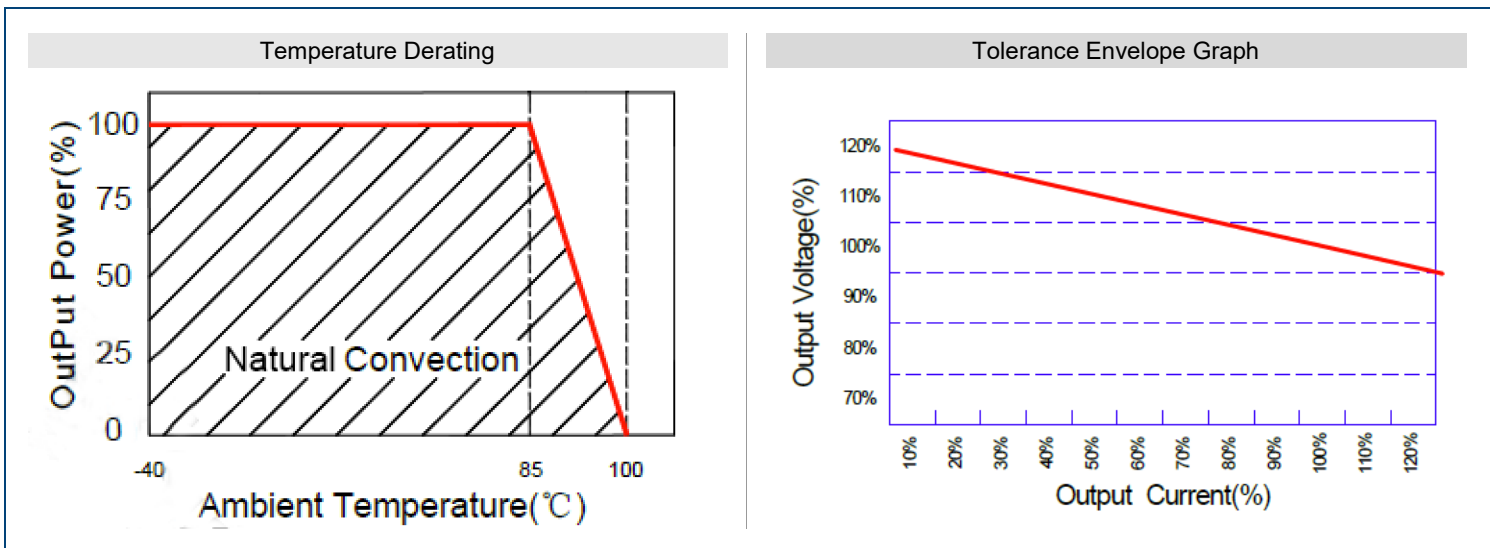 Temperature Derating
OutPut Power(%)
100
75
50
25
0
Natural Convection
-40 85 100
Ambient Temperature(℃)
Tolerance Envelope Graph
Output Voltage(%)
120%
110%
100%
90%
80%
70%
10% 20% 30% 40% 50% 60% 70% 80% 90% 100% 110% 120%
Output Current(%)